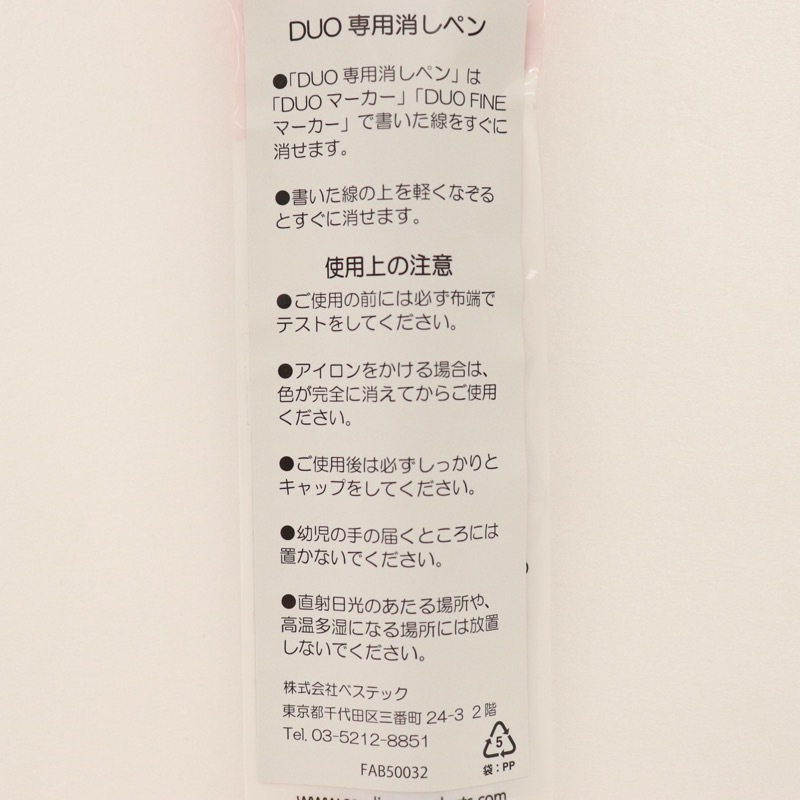 DUO 専用消しペン
●「DUO 専用消しペン」は
「DUO マーカー」「DUO FINE
マーカー」で書いた線をすぐに
消せます。
●書いた線の上を軽くなぞる
とすぐに消せます。
使用上の注意
●ご使用の前には必ず布端で
テストをしてください。
●アイロンをかける場合は、
色が完全に消えてからご使用
ください。
●ご使用後は必ずしっかりと
キャップをしてください。
●幼児の手の届くところには
置かないでください。
●直射日光のあたる場所や、
高温多湿になる場所には放置
しないでください。
株式会社ベステック
東京都千代田区三番町 24-3 2階
Tel. 03-5212-8851
5
袋：PP
FAB50032